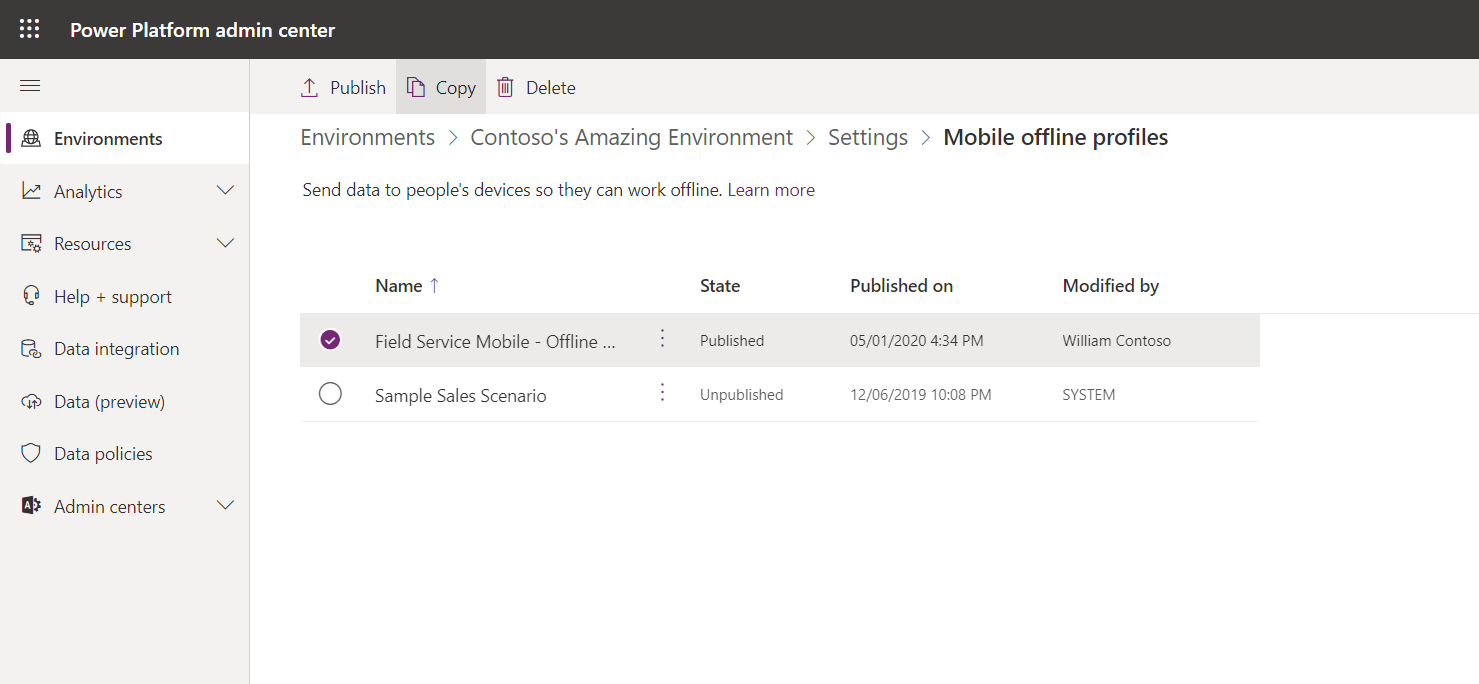 Power Platform admin center
Publish Copy Delete
Environments > Contoso's Amazing Environment > Settings > Mobile offline profiles
Send data to people's devices so they can work offline. Learn more
Environments
Analytics
Resources
Help + support
Data integration
Data (preview)
Data policies
Admin centers
Name ↑ State Published on Modified by
Field Service Mobile - Offline ... Published 05/01/2020 4:34 PM William Contoso
Sample Sales Scenario Unpublished 12/06/2019 10:08 PM SYSTEM